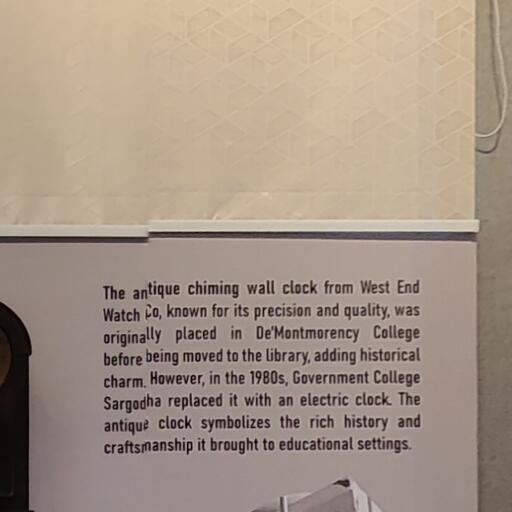 The antique chiming wall clock from West End
Watch Co, known for its precision and quality, was
originally placed in De'Montmorency College
before being moved to the library, adding historical
charm. However, in the 1980s, Government College
Sargodha replaced it with an electric clock. The
antique clock symbolizes the rich history and
craftsmanship it brought to educational settings.